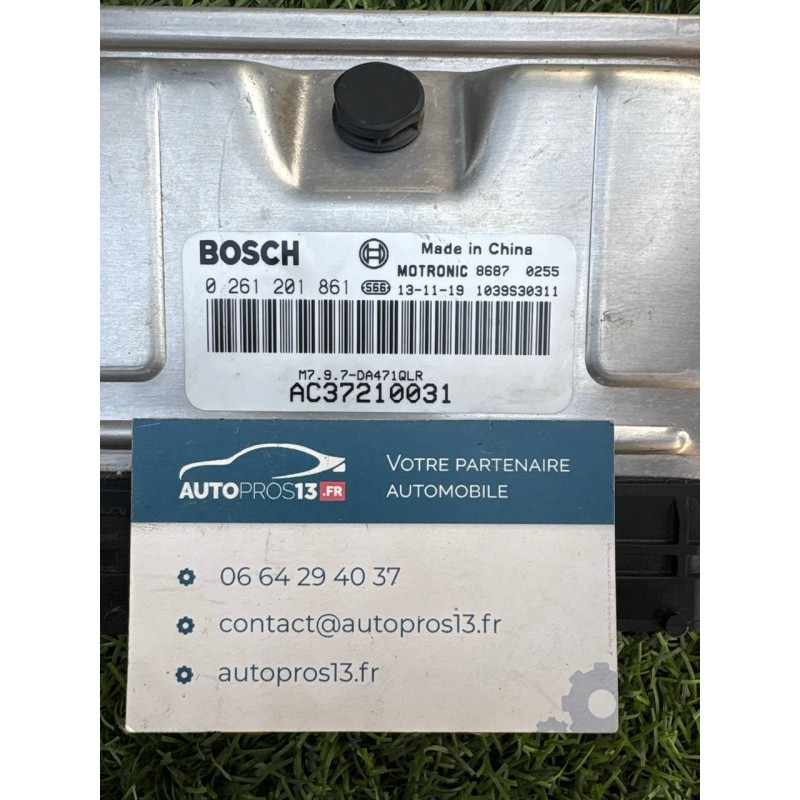 BOSCH
Made in China
MOTRONIC 8687 0255
0 261 201 861 S66 13-11-19 1039S30311
M7.9.7-DA471QLR
AC37210031
AUTOPROS13.FR
VOTRE PARTENAIRE
AUTOMOBILE
06 64 29 40 37
contact@autopros13.fr
autopros13.fr